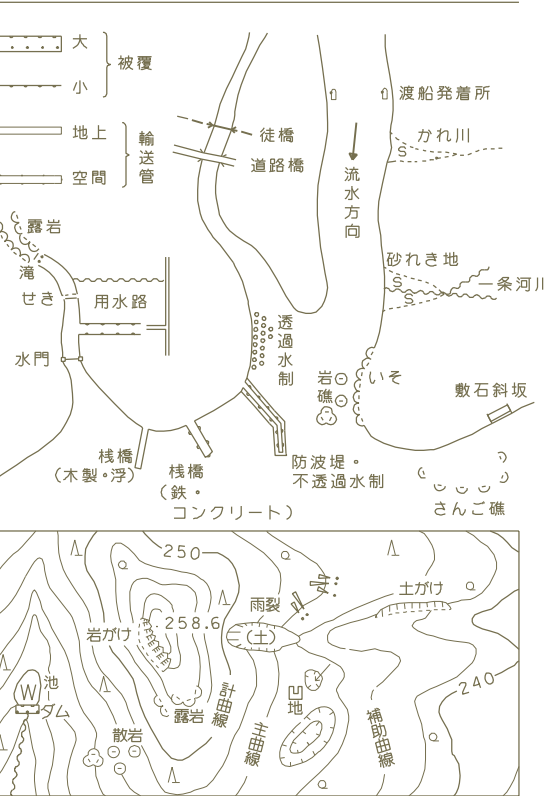 大
小
被覆
地上
空間
輸送管
渡船発着所
徒橋
道路橋
かれ川
S
流水方向
露岩
滝
せき
用水路
砂れき地
S
S
一条河川
水門
透過水制
岩礁
いそ
敷石斜坂
桟橋
(木製・浮)
桟橋
(鉄・
コンクリート)
防波堤・
不透過水制
さんご礁
250
土がけ
雨裂
258.6
岩がけ
(土)
池
W
ダム
240
計曲線
凹地
露岩
主曲線
補助曲線
散岩